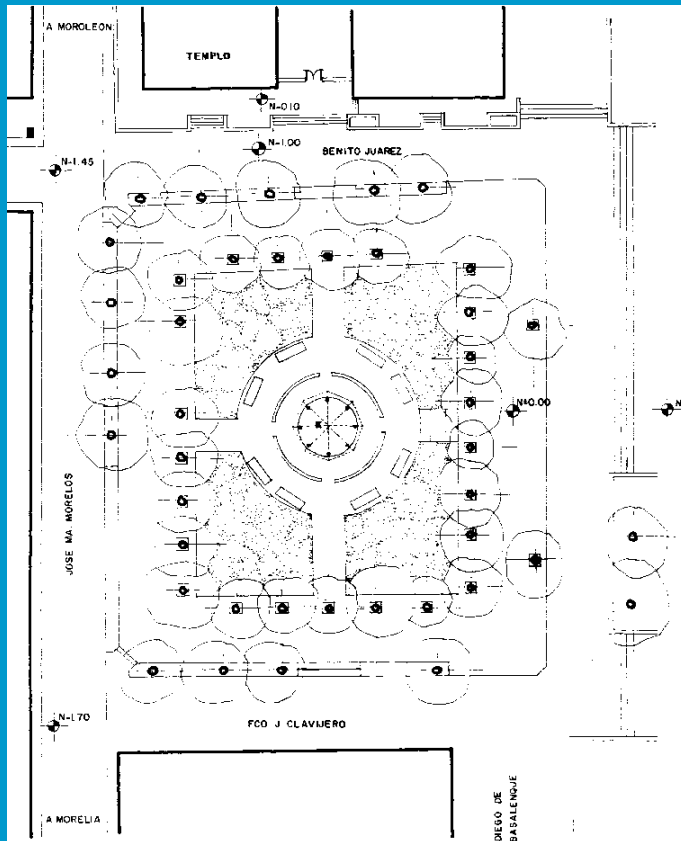 A MOROLEON
TEMPLO
N-010
N-1.00
BENITO JUAREZ
N-1.45
N±0.00
N
K
JOSE MA. MORELOS
N-1.70
FCO J CLAVIJERO
A MORELIA
DIEGO DE
BASALENQUE